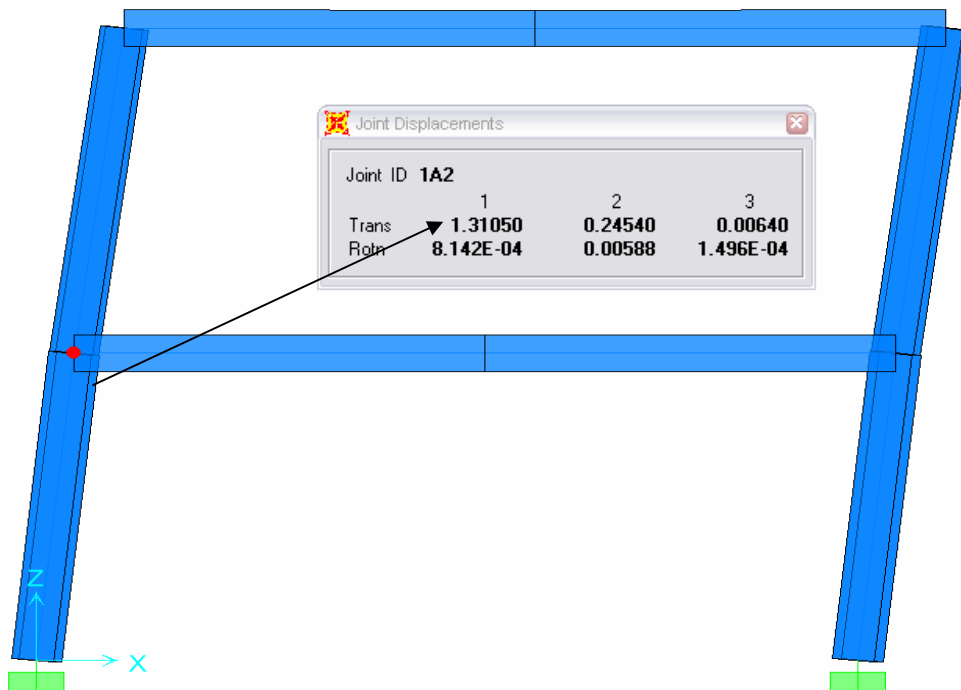 Joint Displacements
Joint ID 1A2
1 2 3
Trans 1.31050 0.24540 0.00640
Rotn 8.142E-04 0.00588 1.496E-04
Z
X